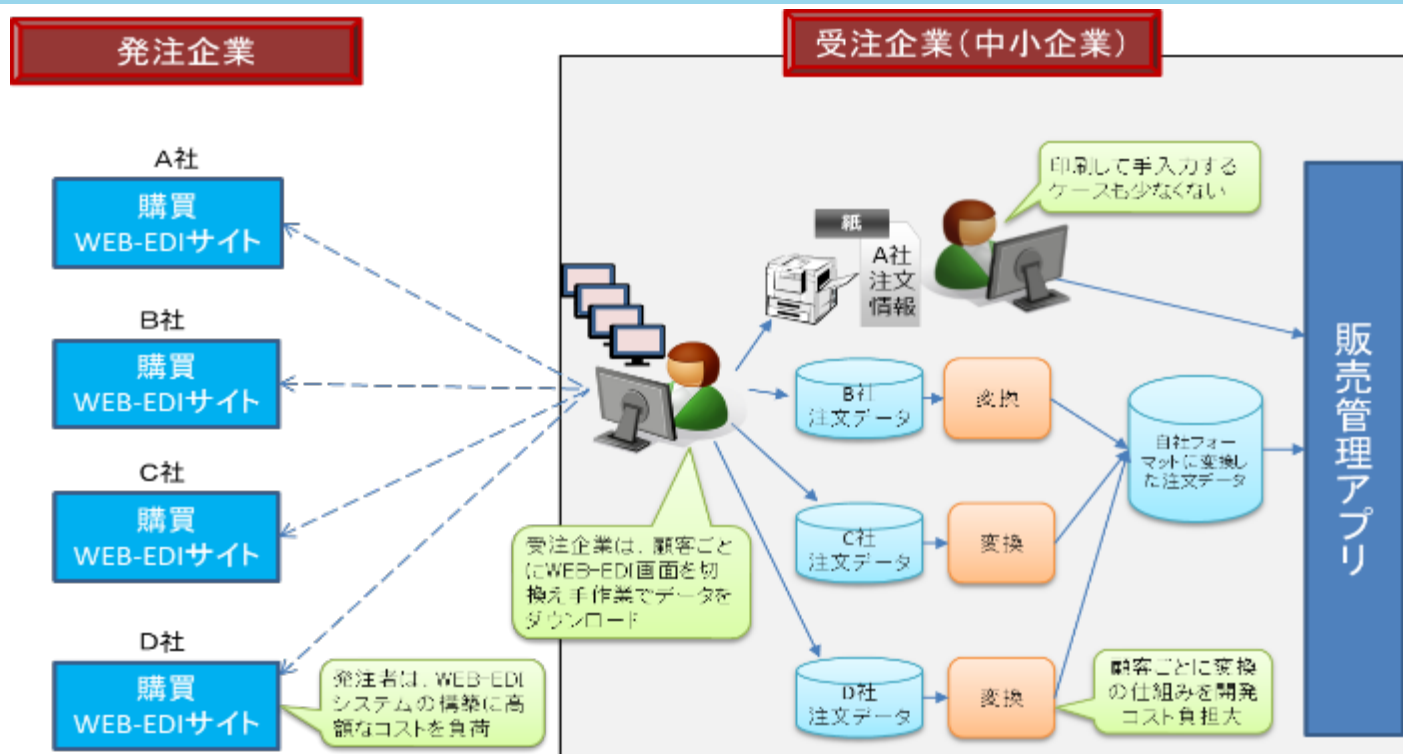 発注企業
受注企業（中小企業）
A社
購買
WEB-EDIサイト
B社
購買
WEB-EDIサイト
C社
購買
WEB-EDIサイト
D社
購買
WEB-EDIサイト
発注者は、WEB-EDI
システムの構築に高
額なコストを負荷
受注企業は、顧客ごと
にWEB-EDI画面を切
換え手作業でデータを
ダウンロード
紙
A社
注文
情報
印刷して手入力する
ケースも少なくない
B社
注文データ
変換
C社
注文データ
変換
D社
注文データ
変換
自社フォー
マットに変換し
た注文データ
顧客ごとに変換
の仕組みを開発
コスト負担大
販売管理アプリ